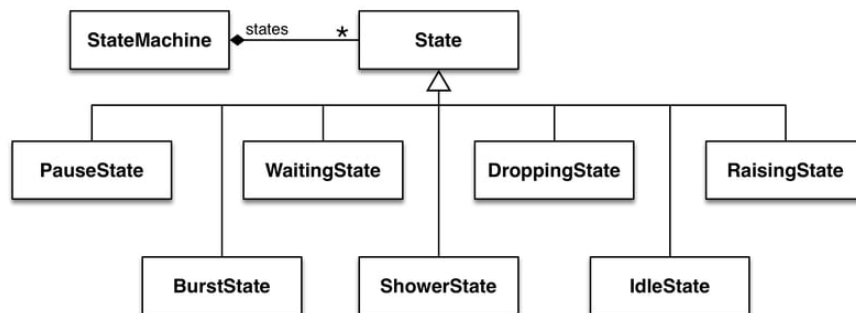 StateMachine
states
*
State
PauseState
WaitingState
DroppingState
RaisingState
BurstState
ShowerState
IdleState